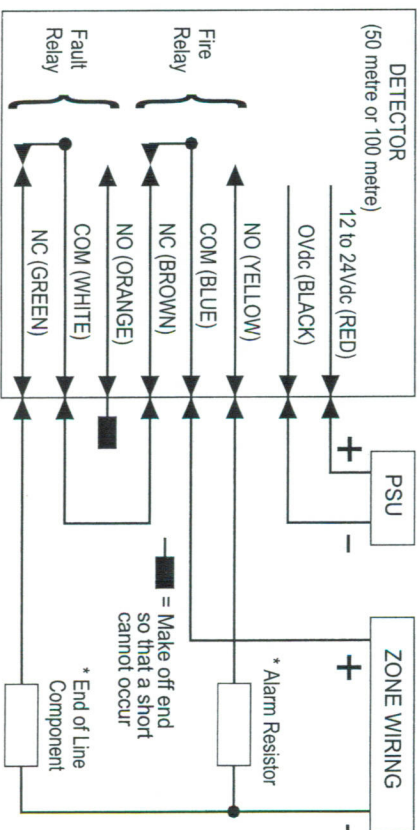 DETECTOR
(50 metre or 100 metre)
12 to 24Vdc (RED)
OVdc (BLACK)
NO (YELLOW)
COM (BLUE)
NC (BROWN)
NO (ORANGE)
COM (WHITE)
NC (GREEN)
Fire
Relay
Fault
Relay
PSU
+
-
ZONE WIRING
+
-
* Alarm Resistor
= Make off end
so that a short
cannot occur
* End of Line
Component